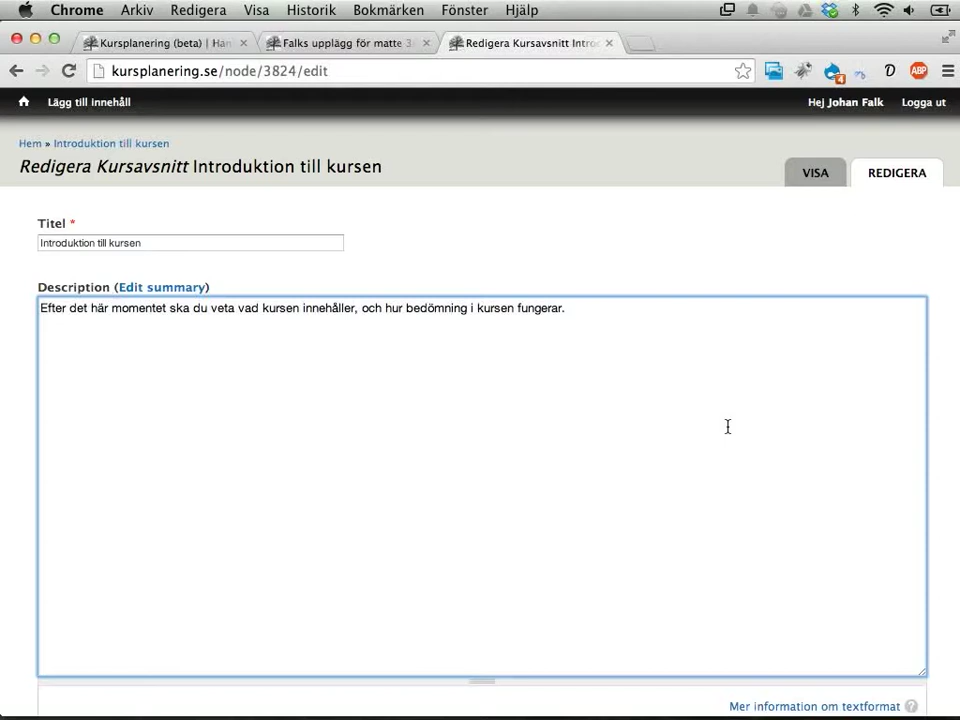 Chrome Arkiv Redigera Visa Historik Bokmärken Fönster Hjälp
Kursplanering (beta) | Han
Falks upplägg för matte 3
Redigera Kursavsnitt Intro
kursplanering.se/node/3824/edit
4
ABP
Lägg till innehåll
Hej Johan Falk Logga ut
Hem » Introduktion till kursen
Redigera Kursavsnitt Introduktion till kursen
VISA
REDIGERA
Titel *
Introduktion till kursen
Description (Edit summary)
Efter det här momentet ska du veta vad kursen innehåller, och hur bedömning i kursen fungerar.
Mer information om textformat ?